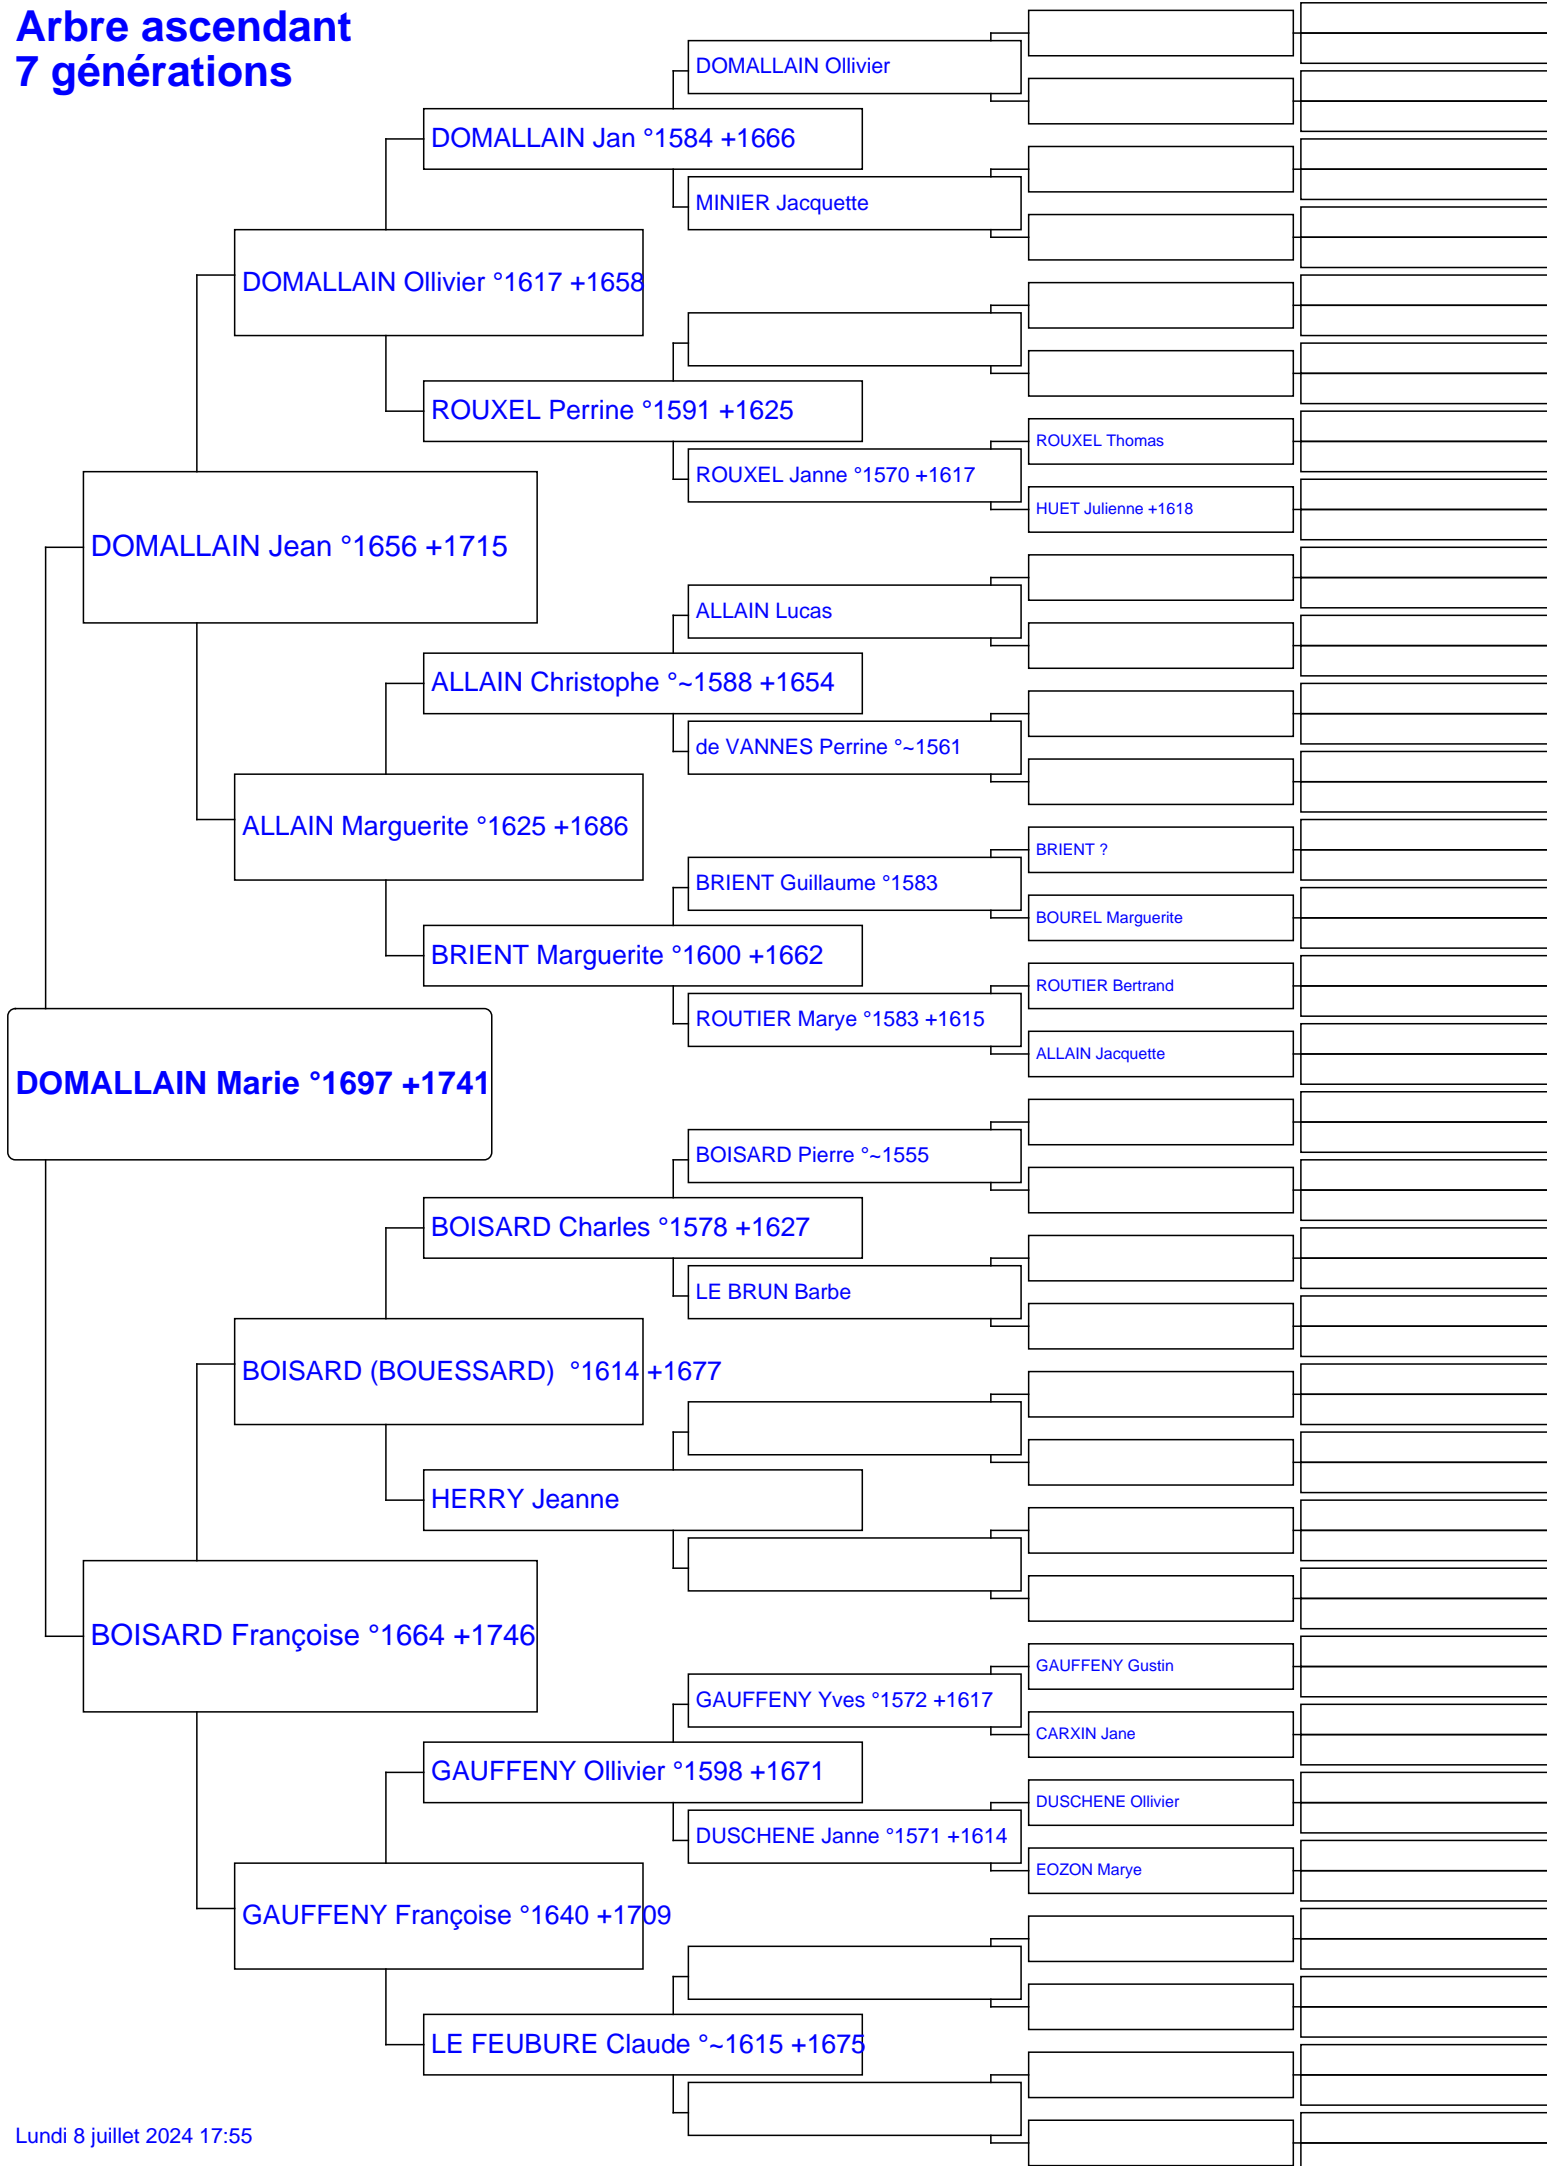 Arbre ascendant
7 générations
DOMALLAIN Ollivier
DOMALLAIN Jan °1584 +1666
MINIER Jacquette
DOMALLAIN Ollivier °1617 +1658
ROUXEL Perrine °1591 +1625
ROUXEL Thomas
ROUXEL Janne °1570 +1617
HUET Julienne +1618
DOMALLAIN Jean °1656 +1715
ALLAIN Lucas
ALLAIN Christophe °~1588 +1654
de VANNES Perrine °~1561
ALLAIN Marguerite °1625 +1686
BRIENT ?
BRIENT Guillaume °1583
BOUREL Marguerite
BRIENT Marguerite °1600 +1662
ROUTIER Bertrand
ROUTIER Marye °1583 +1615
ALLAIN Jacquette
DOMALLAIN Marie °1697 +1741
BOISARD Pierre °~1555
BOISARD Charles °1578 +1627
LE BRUN Barbe
BOISARD (BOUESSARD)  °1614 +1677
HERRY Jeanne
BOISARD Françoise °1664 +1746
GAUFFENY Gustin
GAUFFENY Yves °1572 +1617
CARXIN Jane
GAUFFENY Ollivier °1598 +1671
DUSCHENE Ollivier
DUSCHENE Janne °1571 +1614
EOZON Marye
GAUFFENY Françoise °1640 +1709
LE FEUBURE Claude °~1615 +1675
Lundi 8 juillet 2024 17:55